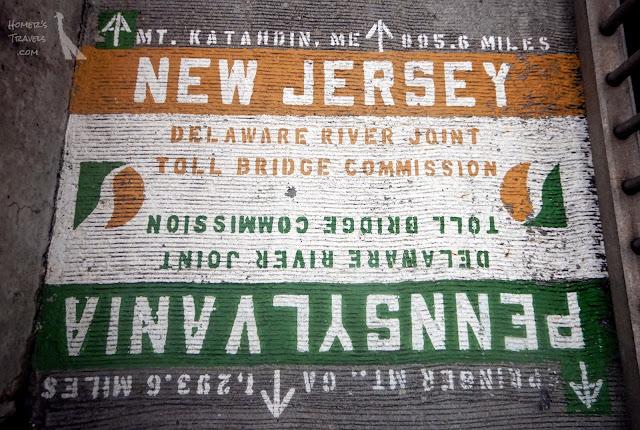 HOMER'S
TRAVELS
.COM
MT. KATAHDIN, ME 895.6 MILES
NEW JERSEY
DELAWARE RIVER JOINT
TOLL BRIDGE COMMISSION
SPRINGER MT., GA 1,293.6 MILES
PENNSYLVANIA
DELAWARE RIVER JOINT
TOLL BRIDGE COMMISSION